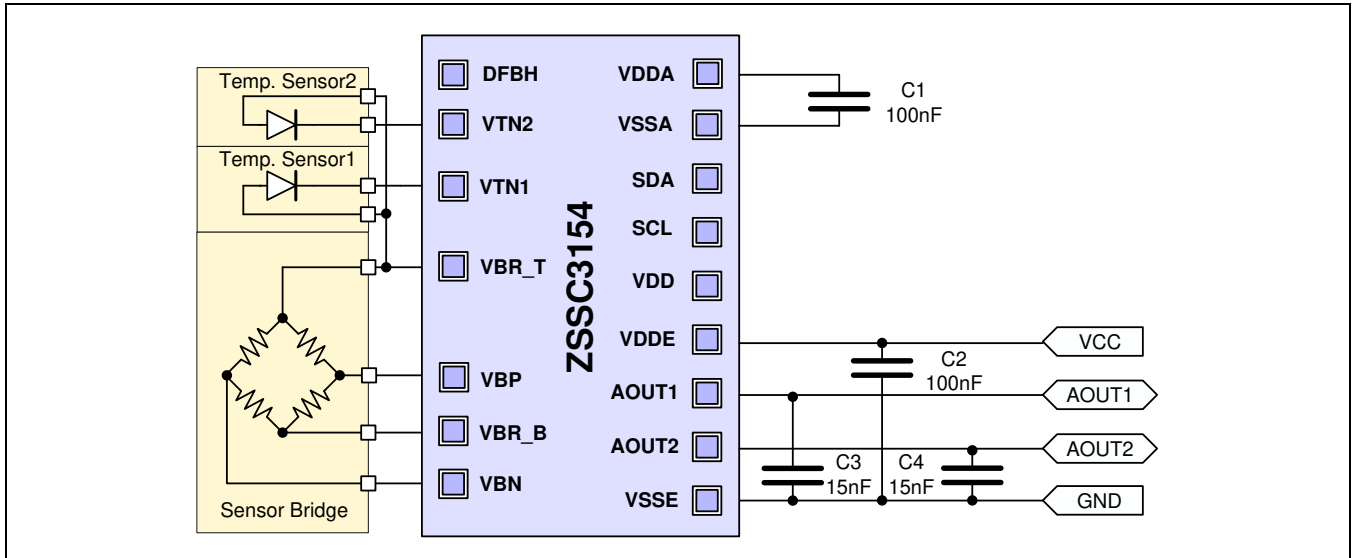 Temp. Sensor2
Temp. Sensor1
Sensor Bridge
DFBH
VTN2
VTN1
VBR_T
VBP
VBR_B
VBN
ZSSC3154
VDDA
VSSA
SDA
SCL
VDD
VDDE
AOUT1
AOUT2
VSSE
C1
100nF
C2
100nF
C3
15nF
C4
15nF
VCC
AOUT1
AOUT2
GND